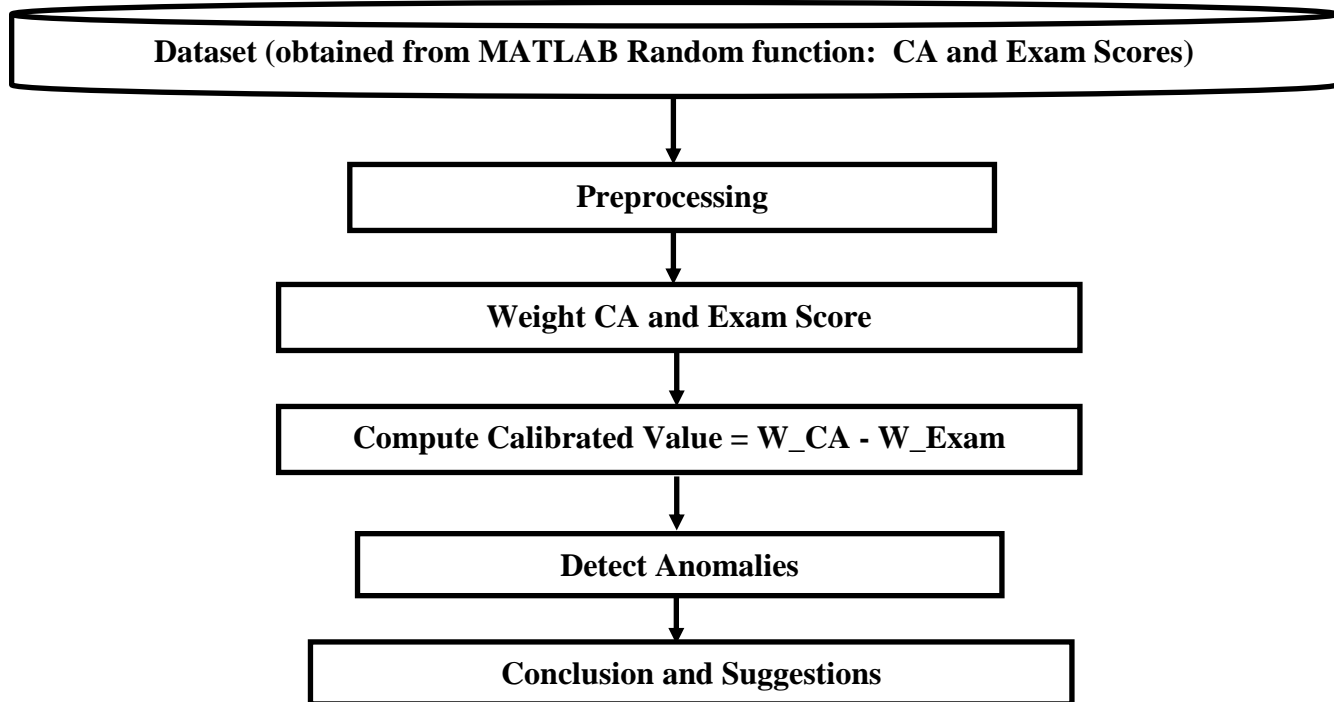 Dataset (obtained from MATLAB Random function:  CA and Exam Scores)
Preprocessing
Weight CA and Exam Score
Compute Calibrated Value = W_CA - W_Exam
Detect Anomalies
Conclusion and Suggestions